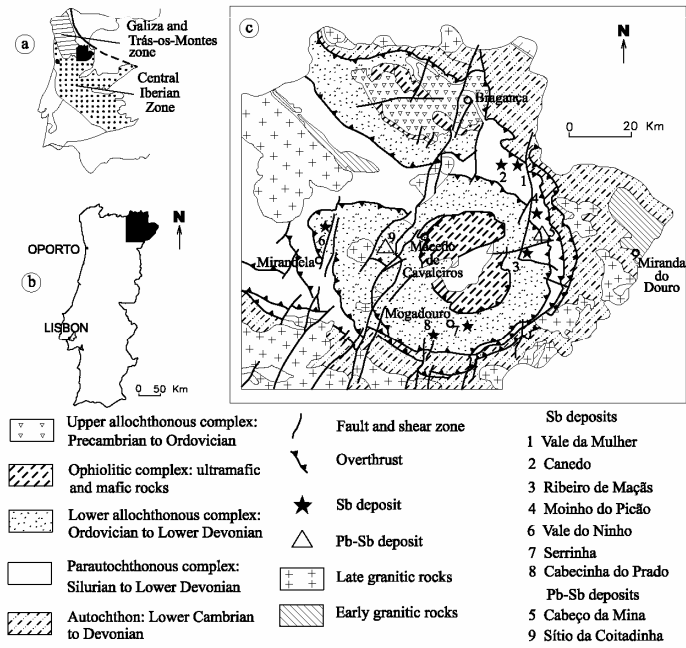 a
Galiza and
Trás-os-Montes
zone
Central
Iberian
Zone
b
N
OPORTO
LISBON
0 50 Km
c
N
0 20 Km
Bragança
2 1
4
5
6
9
Macedo
de
Cavaleiros
3
Mirandela
Miranda
do
Douro
Mogadouro
8 7
Upper allochthonous complex:
Precambrian to Ordovician
Ophiolitic complex: ultramafic
and mafic rocks
Lower allochthonous complex:
Ordovician to Lower Devonian
Parautochthonous complex:
Silurian to Lower Devonian
Autochthon: Lower Cambrian
to Devonian
Fault and shear zone
Overthrust
Sb deposit
Pb-Sb deposit
Late granitic rocks
Early granitic rocks
Sb deposits
1 Vale da Mulher
2 Canedo
3 Ribeiro de Maçãs
4 Moinho do Picão
6 Vale do Ninho
7 Serrinha
8 Cabecinha do Prado
Pb-Sb deposits
5 Cabeço da Mina
9 Sítio da Coitadinha